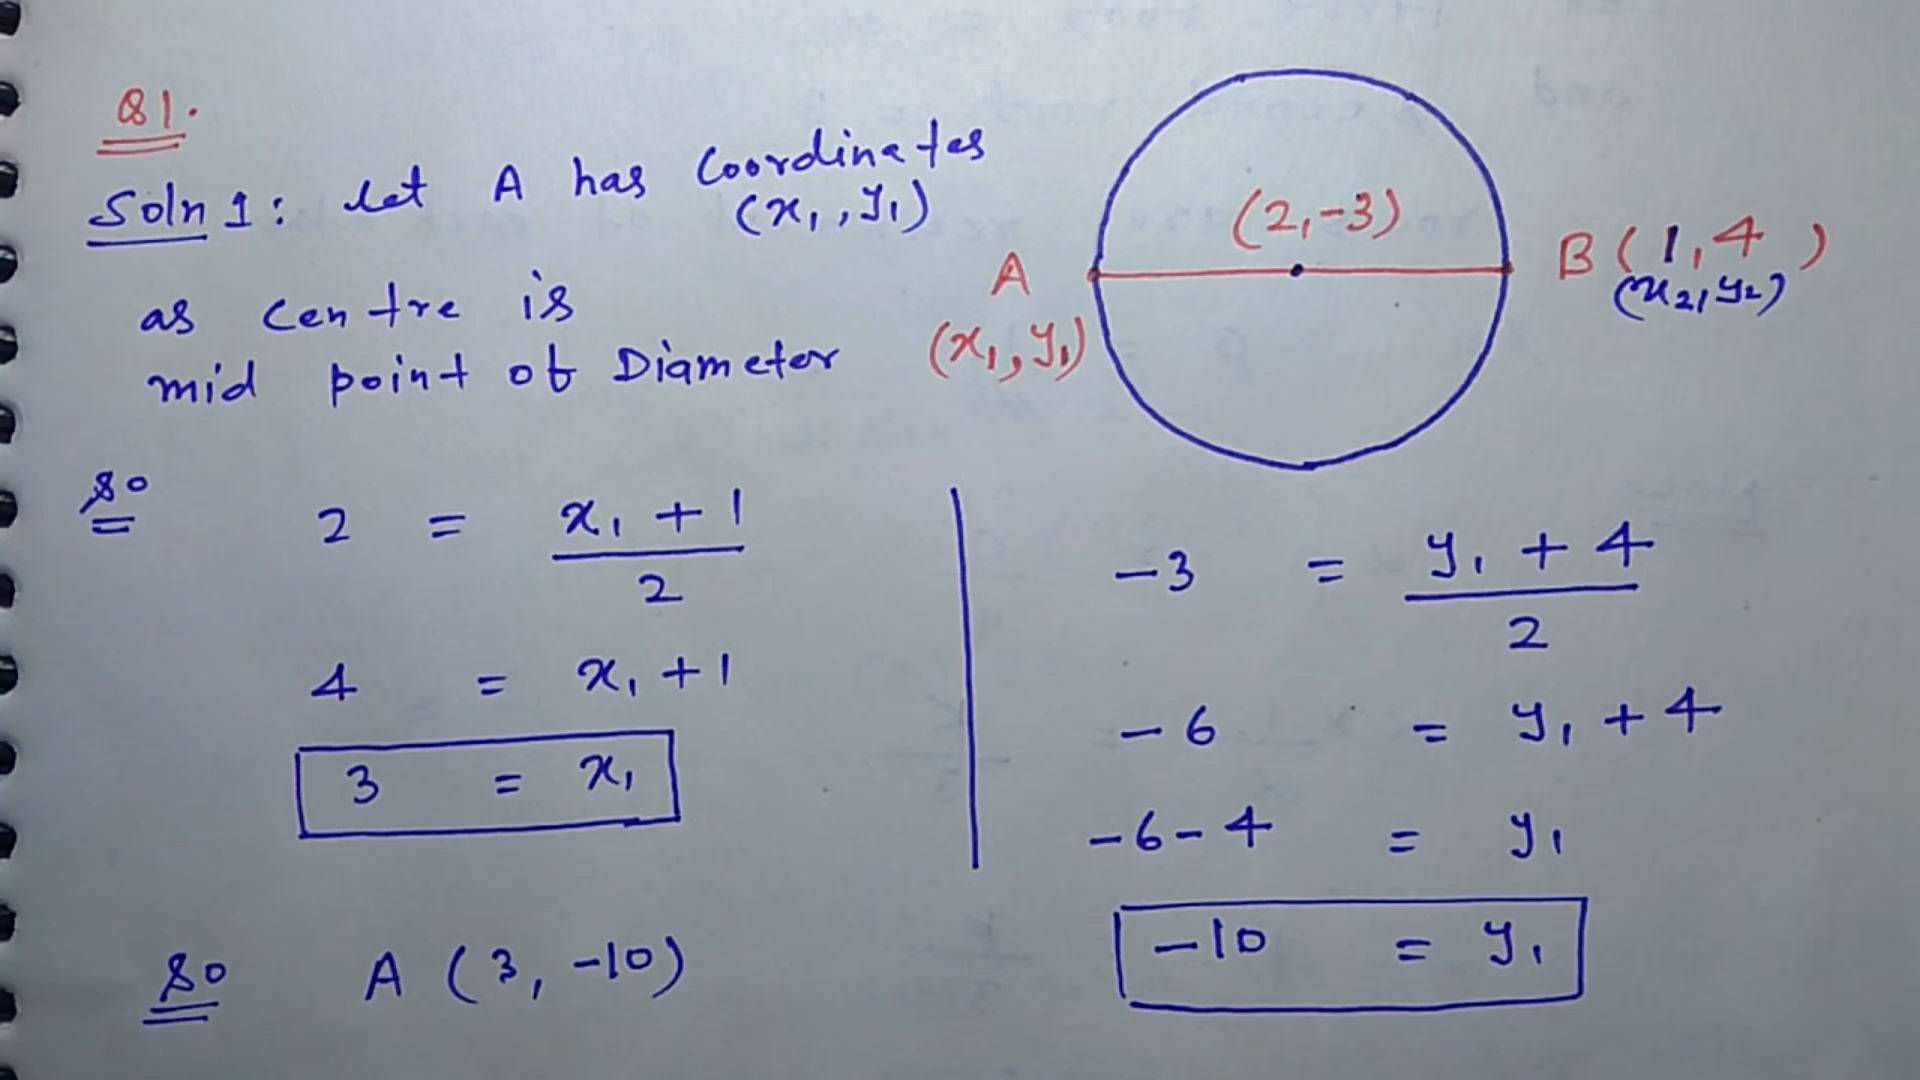 Q1.
Soln 1: Let A has Coordinates
(x₁, y₁)
as Centre is
mid point of Diameter
(2,-3)
A
(x₁, y₁)
B (1, 4)
(x₂, y₂)
So
2 = (x₁ + 1)/2
4 = x₁ + 1
3 = x₁
-3 = (y₁ + 4)/2
-6 = y₁ + 4
-6-4 = y₁
-10 = y₁
So A (3, -10)